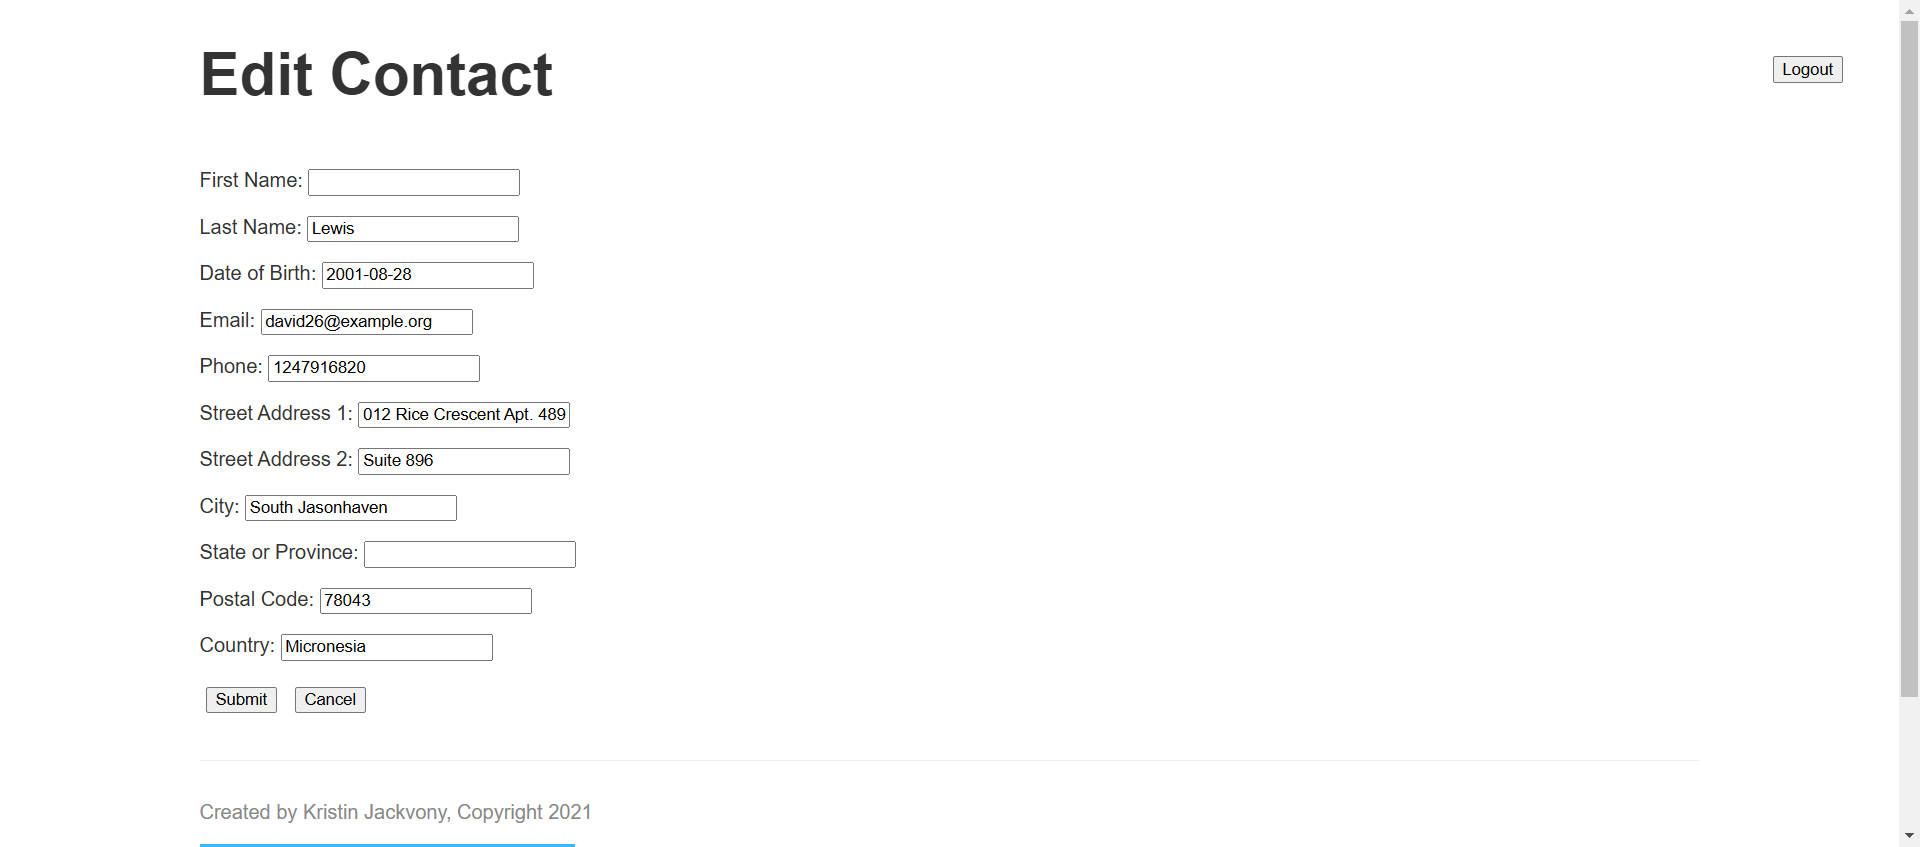 Edit Contact
Logout
First Name:
Last Name: Lewis
Date of Birth: 2001-08-28
Email: david26@example.org
Phone: 1247916820
Street Address 1: 012 Rice Crescent Apt. 489
Street Address 2: Suite 896
City: South Jasonhaven
State or Province:
Postal Code: 78043
Country: Micronesia
Submit Cancel
Created by Kristin Jackvony, Copyright 2021